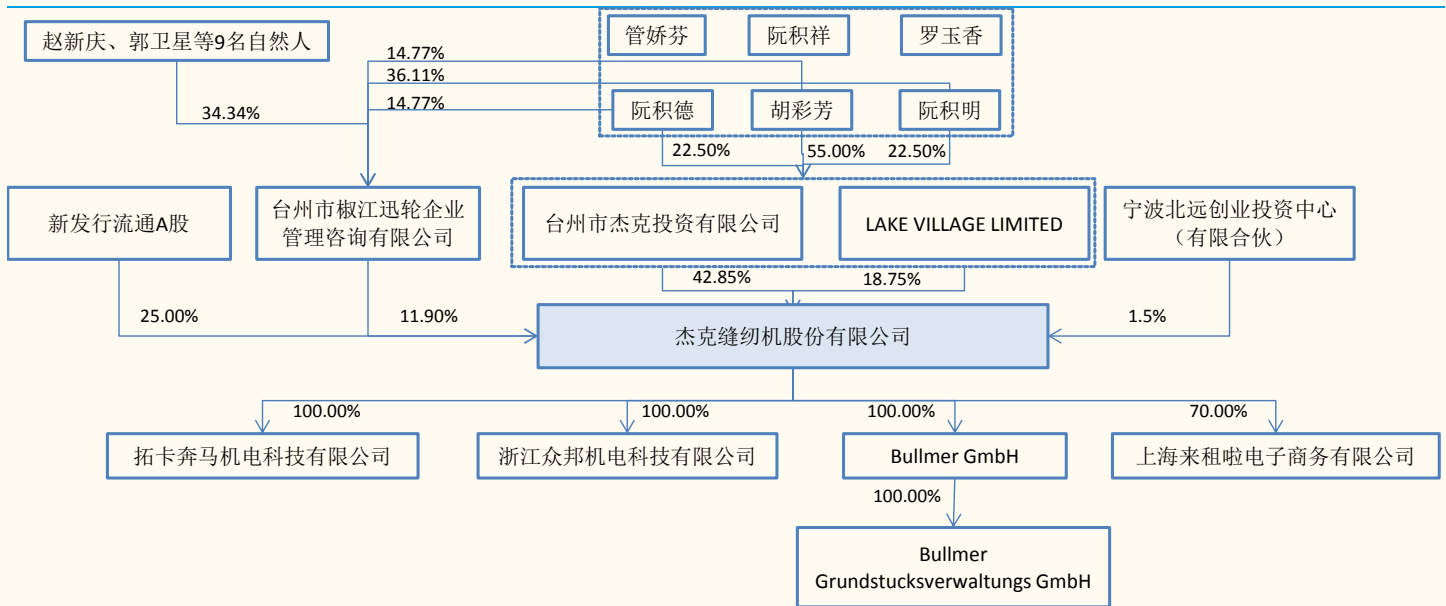 赵新庆、郭卫星等9名自然人
管娇芬
阮积祥
罗玉香
14.77%
36.11%
14.77%
34.34%
阮积德
胡彩芳
阮积明
22.50%
55.00%
22.50%
新发行流通A股
台州市椒江迅轮企业
管理咨询有限公司
台州市杰克投资有限公司
LAKE VILLAGE LIMITED
宁波北远创业投资中心
（有限合伙）
42.85%
18.75%
25.00%
11.90%
1.5%
杰克缝纫机股份有限公司
100.00%
100.00%
100.00%
70.00%
拓卡奔马机电科技有限公司
浙江众邦机电科技有限公司
Bullmer GmbH
上海来租啦电子商务有限公司
100.00%
Bullmer
Grundstucksverwaltungs GmbH